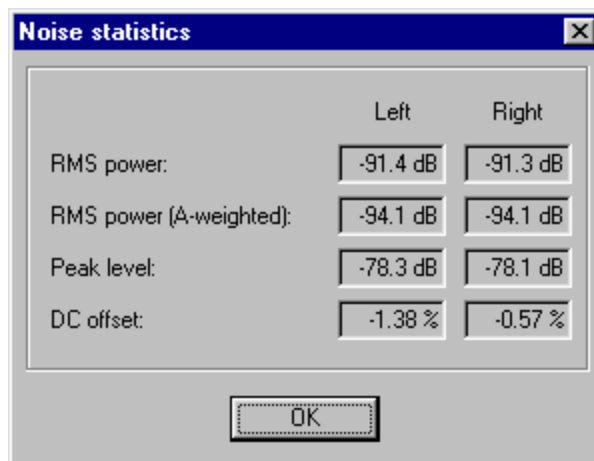 Noise statistics
Left Right
RMS power: -91.4 dB -91.3 dB
RMS power (A-weighted): -94.1 dB -94.1 dB
Peak level: -78.3 dB -78.1 dB
DC offset: -1.38 % -0.57 %
OK